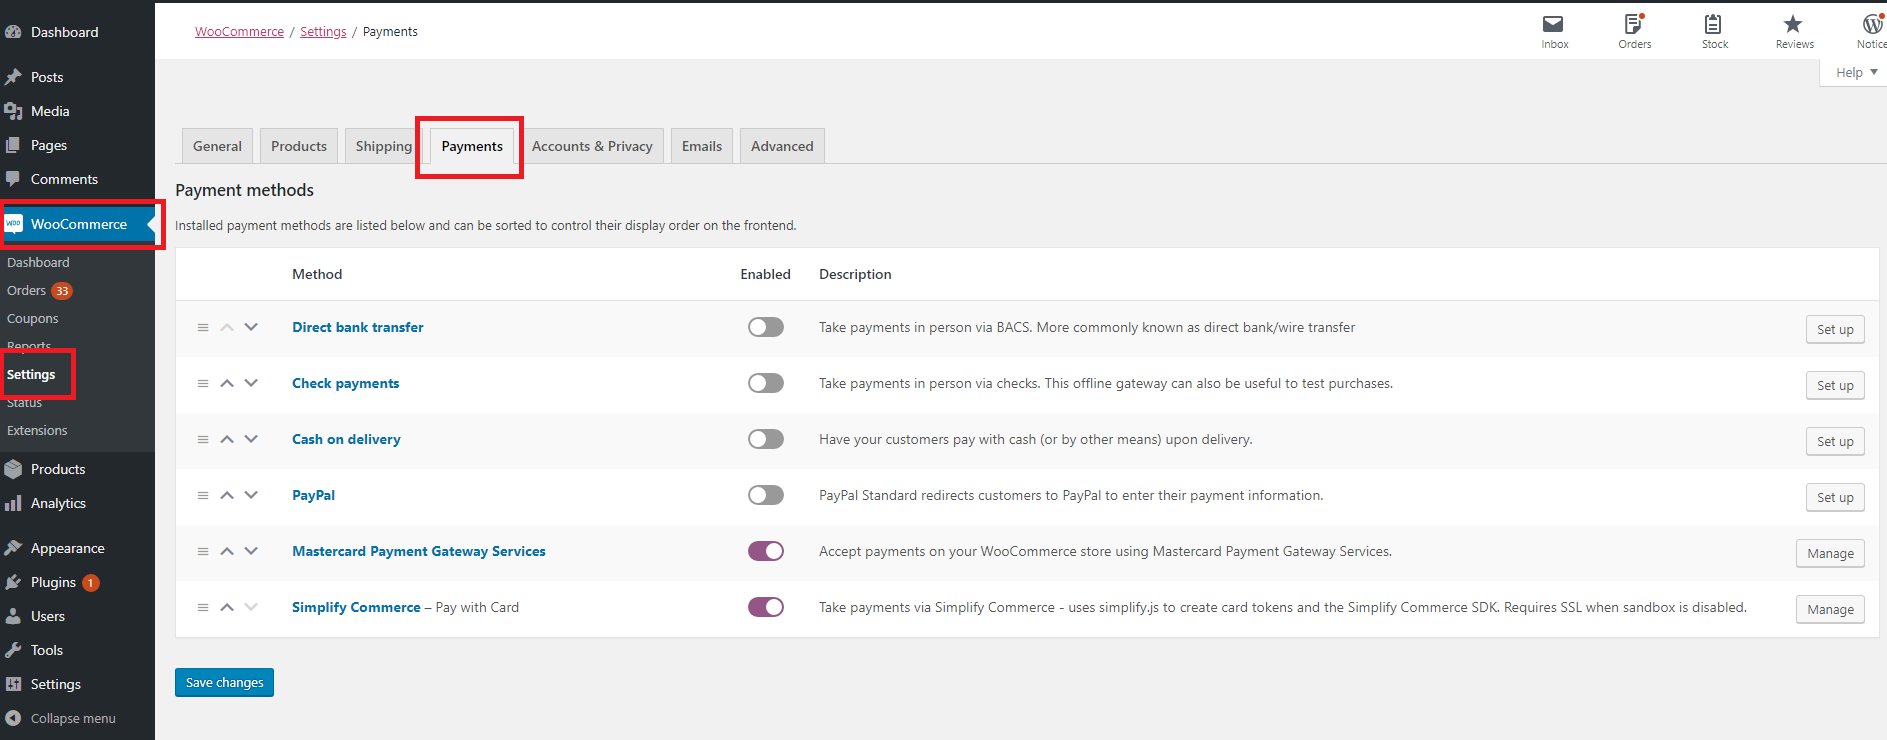 Dashboard
Posts
Media
Pages
Comments
WOO WooCommerce
Dashboard
Orders 33
Coupons
Reports
Settings
Status
Extensions
Products
Analytics
Appearance
Plugins 1
Users
Tools
Settings
Collapse menu
WooCommerce / Settings / Payments
Inbox
Orders
Stock
Reviews
Notice
Help
General
Products
Shipping
Payments
Accounts & Privacy
Emails
Advanced
Payment methods
Installed payment methods are listed below and can be sorted to control their display order on the frontend.
Method Enabled Description
Direct bank transfer Take payments in person via BACS. More commonly known as direct bank/wire transfer Set up
Check payments Take payments in person via checks. This offline gateway can also be useful to test purchases. Set up
Cash on delivery Have your customers pay with cash (or by other means) upon delivery. Set up
PayPal PayPal Standard redirects customers to PayPal to enter their payment information. Set up
Mastercard Payment Gateway Services Accept payments on your WooCommerce store using Mastercard Payment Gateway Services. Manage
Simplify Commerce – Pay with Card Take payments via Simplify Commerce - uses simplify.js to create card tokens and the Simplify Commerce SDK. Requires SSL when sandbox is disabled. Manage
Save changes